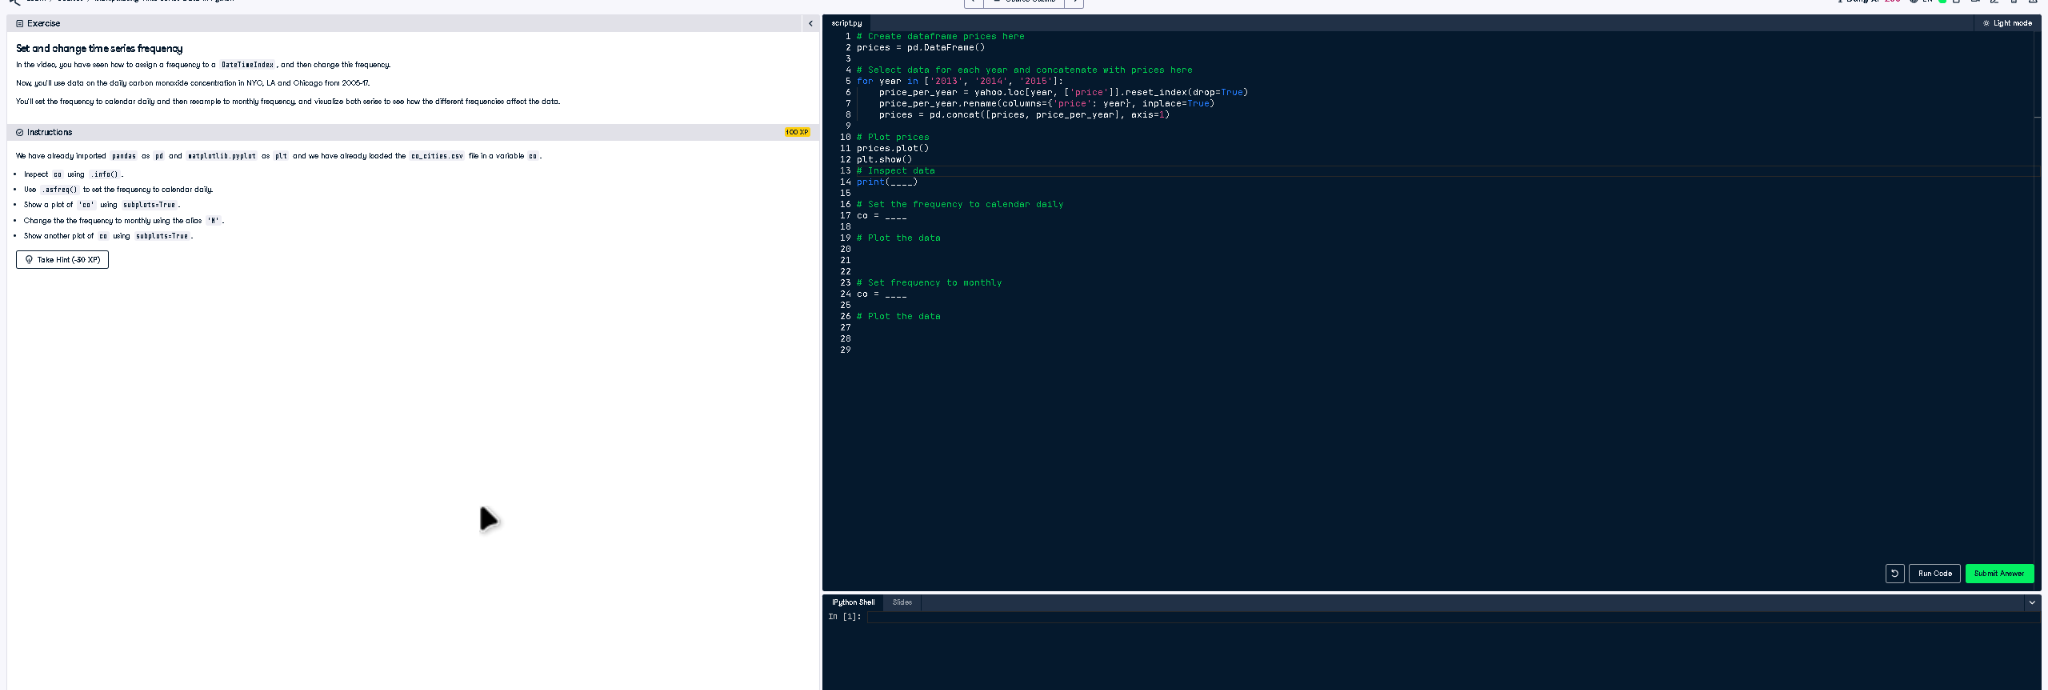 Exercise
Set and change time series frequency
In the video, you have seen how to assign a frequency to a DateTimeIndex, and then change this frequency.
Now, you'll use data on the daily carbon monoxide concentration in NYC, LA and Chicago from 2005-17.
You'll set the frequency to calendar daily and then resample to monthly frequency, and visualize both series to see how the different frequencies affect the data.
Instructions
100 XP
We have already imported pandas as pd and matplotlib.pyplot as plt and we have already loaded the co_cities.csv file in a variable co.
Inspect co using .info().
Use .asfreq() to set the frequency to calendar daily.
Show a plot of 'co' using subplots=True.
Change the the frequency to monthly using the alias 'M'.
Show another plot of co using subplots=True.
Take Hint (-30 XP)
script.py
Light mode
1 # Create dataframe prices here
2 prices = pd.DataFrame()
3
4 # Select data for each year and concatenate with prices here
5 for year in ['2013', '2014', '2015']:
6 price_per_year = yahoo.loc[year, ['price']].reset_index(drop=True)
7 price_per_year.rename(columns={'price': year}, inplace=True)
8 prices = pd.concat([prices, price_per_year], axis=1)
9
10 # Plot prices
11 prices.plot()
12 plt.show()
13 # Inspect data
14 print(____)
15
16 # Set the frequency to calendar daily
17 co = ____
18
19 # Plot the data
20
21
22
23 # Set frequency to monthly
24 co = ____
25
26 # Plot the data
27
28
29
Run Code
Submit Answer
IPython Shell
Slides
In [1]: